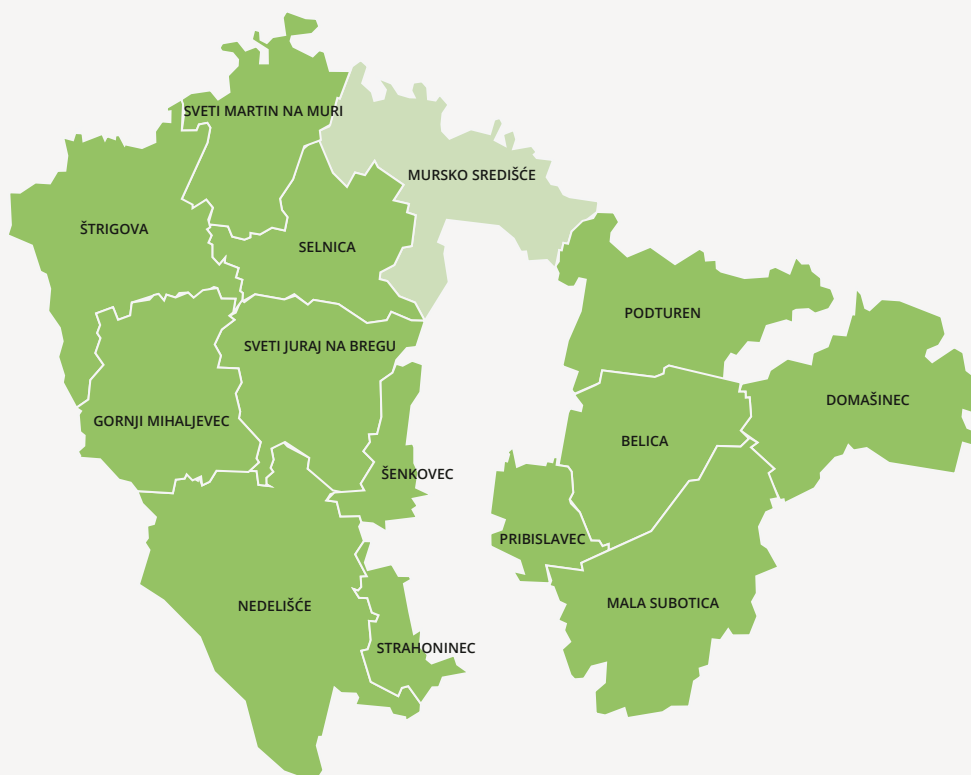 SVETI MARTIN NA MURI
MURSKO SREDIŠĆE
ŠTRIGOVA
SELNICA
PODTUREN
SVETI JURAJ NA BREGU
DOMAŠINEC
GORNJI MIHALJEVEC
BELICA
ŠENKOVEC
PRIBISLAVEC
NEDELIŠĆE
MALA SUBOTICA
STRAHONINEC